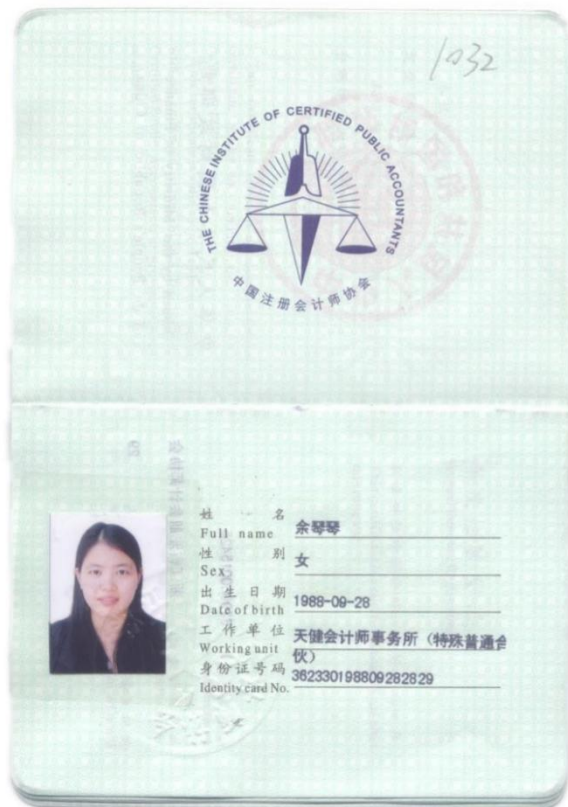 1032
THE CHINESE INSTITUTE OF CERTIFIED PUBLIC ACCOUNTANTS
中国注册会计师协会
姓 名
Full name 余琴琴
性 别
Sex 女
出生日期
Date of birth 1988-09-28
工作单位 天健会计师事务所（特殊普通合
Working unit 伙）
身份证号码
Identity card No. 362330198809282829